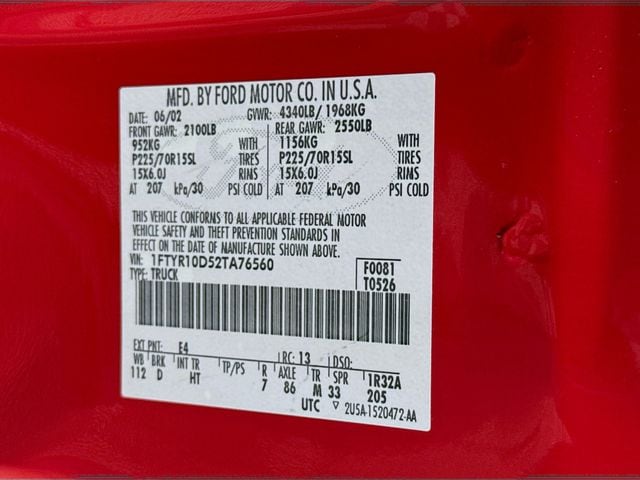 MFD. BY FORD MOTOR CO. IN U.S.A.
DATE: 06/02 GVWR: 4340LB/ 1968KG
FRONT GAWR: 2100LB REAR GAWR: 2550LB
952KG WITH 1156KG WITH
P225/70R15SL TIRES P225/70R15SL TIRES
15X6.0J RINS 15X6.0J RINS
AT 207 kPa/30 PSI COLD AT 207 kPa/30 PSI COLD
THIS VEHICLE CONFORMS TO ALL APPLICABLE FEDERAL MOTOR
VEHICLE SAFETY AND THEFT PREVENTION STANDARDS IN
EFFECT ON THE DATE OF MANUFACTURE SHOWN ABOVE.
VIN: 1FTYR10D52TA76560 F0081
TYPE: TRUCK T0526
EXT PNT: E4 RC: 13 DSO:
WB BRK INT TR TP/PS R AXLE TR SPR 1R32A
112 D HT 7 86 M 33 205
UTC ▽ 2U5A-1520472-AA